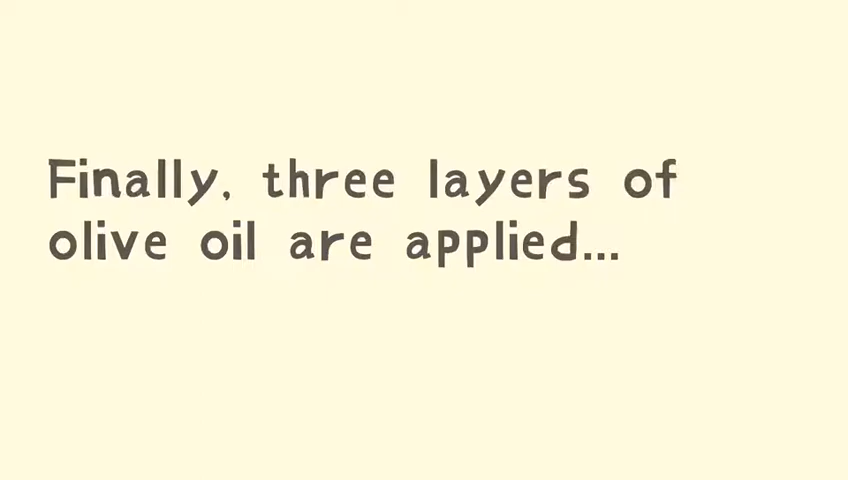 Finally, three layers of
olive oil are applied...